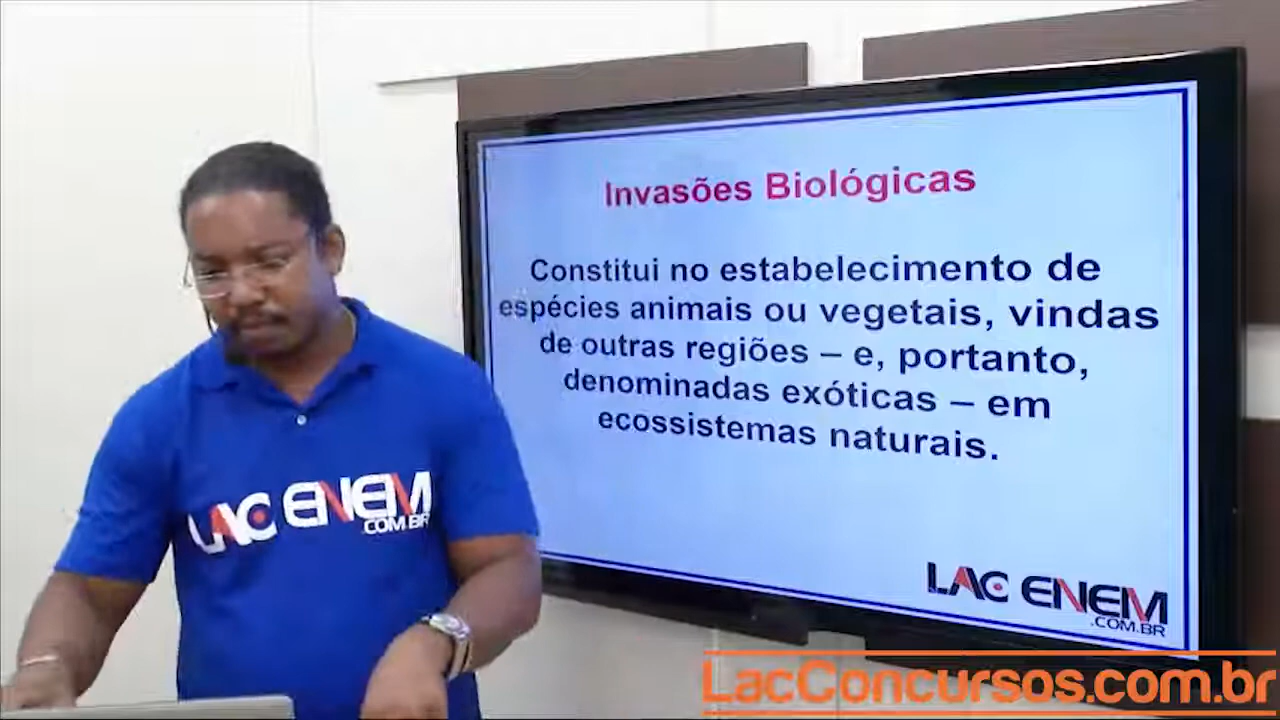 Invasões Biológicas
Constitui no estabelecimento de
espécies animais ou vegetais, vindas
de outras regiões – e, portanto,
denominadas exóticas – em
ecossistemas naturais.
LAC ENEM
.COM.BR
LAC ENEM
.COM.BR
LacConcursos.com.br